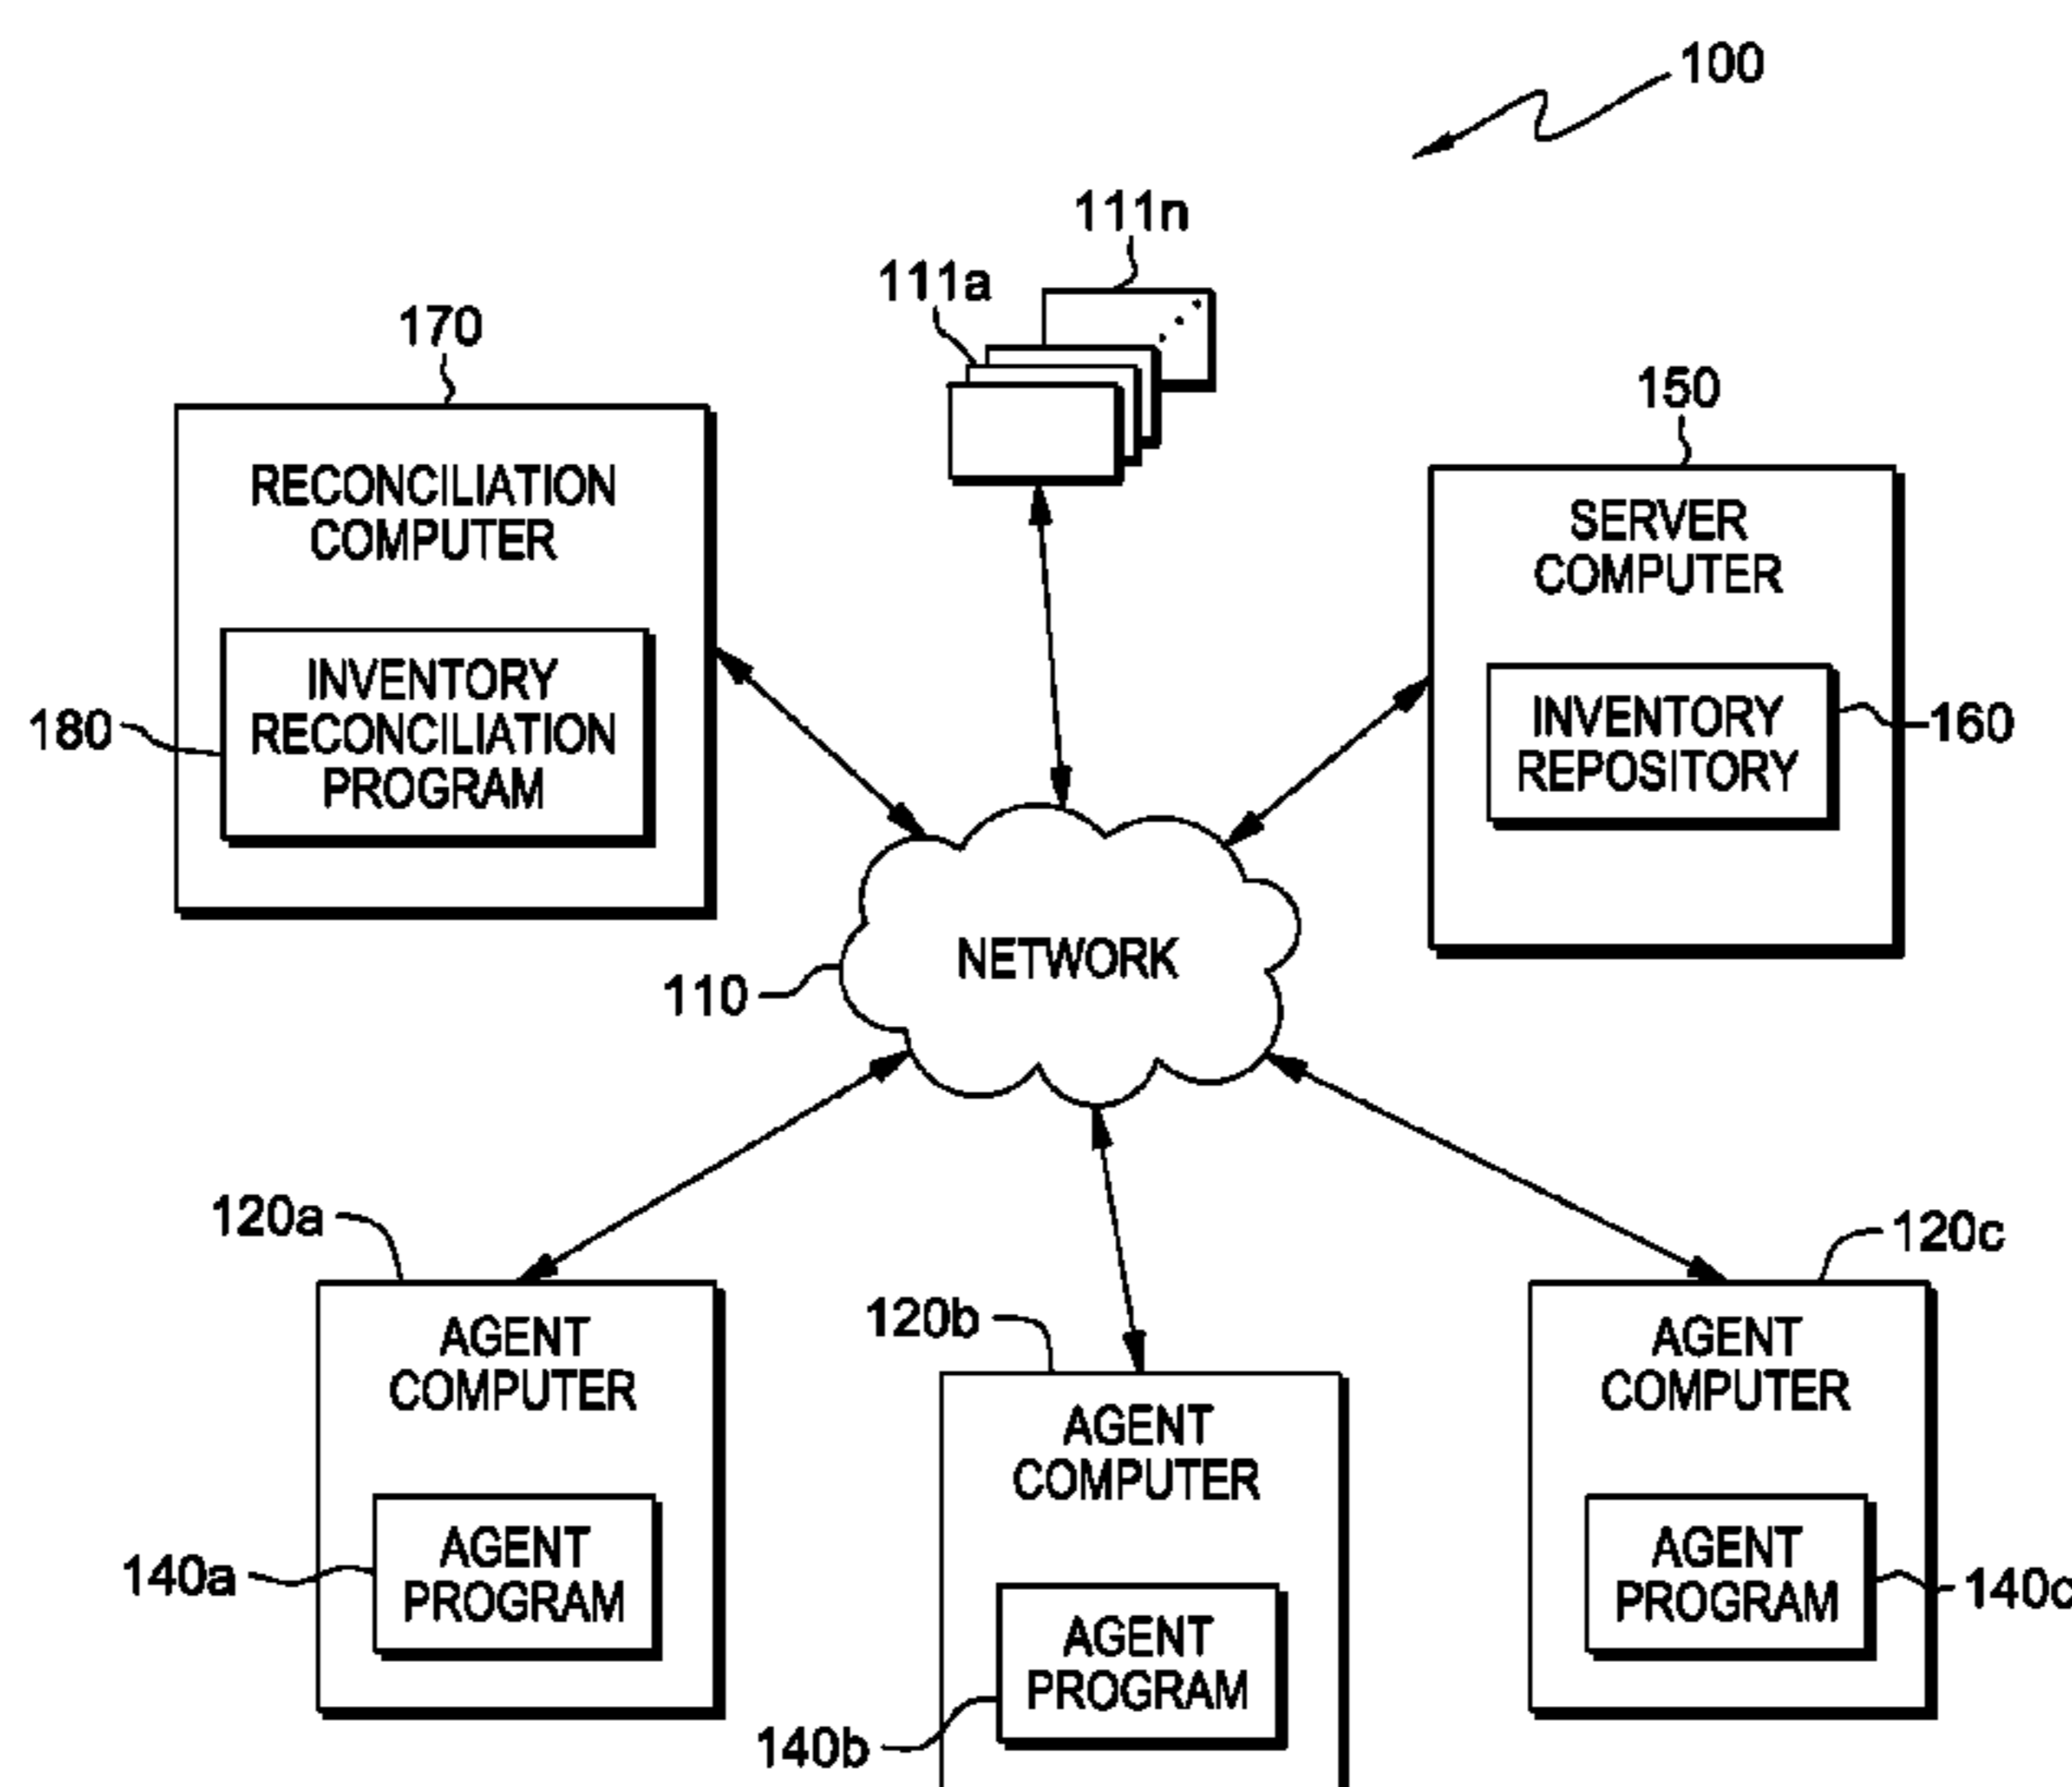 100
111n
111a
170
150
RECONCILIATION
COMPUTER
SERVER
COMPUTER
INVENTORY
RECONCILIATION
PROGRAM
180
INVENTORY
REPOSITORY
160
NETWORK
110
120a
120c
120b
AGENT
COMPUTER
AGENT
COMPUTER
AGENT
COMPUTER
AGENT
PROGRAM
140a
AGENT
PROGRAM
140b
AGENT
PROGRAM
140c